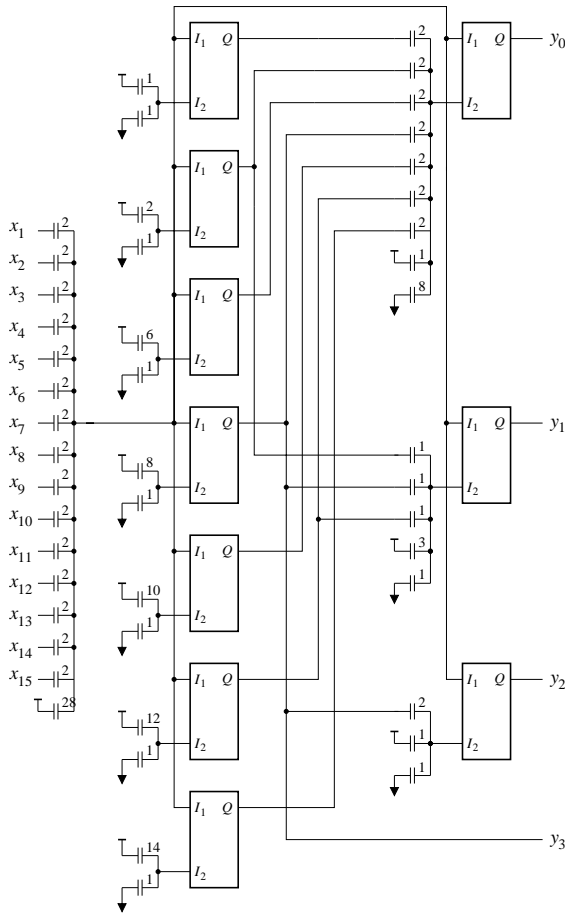 I1 Q 2 I1 Q y0
1 2
I2 2 I2
1 2
I1 Q 2
2 2
x1 2 I2 2
x2 2 1 1
x3 2 I1 Q 8
x4 2 6
x5 2 I2
x6 2 1
x7 2 I1 Q I1 Q y1
x8 2 8 1
x9 2 I2 1 I2
x10 2 1 1
x11 2 I1 Q 3
x12 2 10 1
x13 2 I2
x14 2 1
x15 2 I1 Q I1 Q y2
28 12 2
I2 1 I2
1 1
I1 Q
y3
14
I2
1